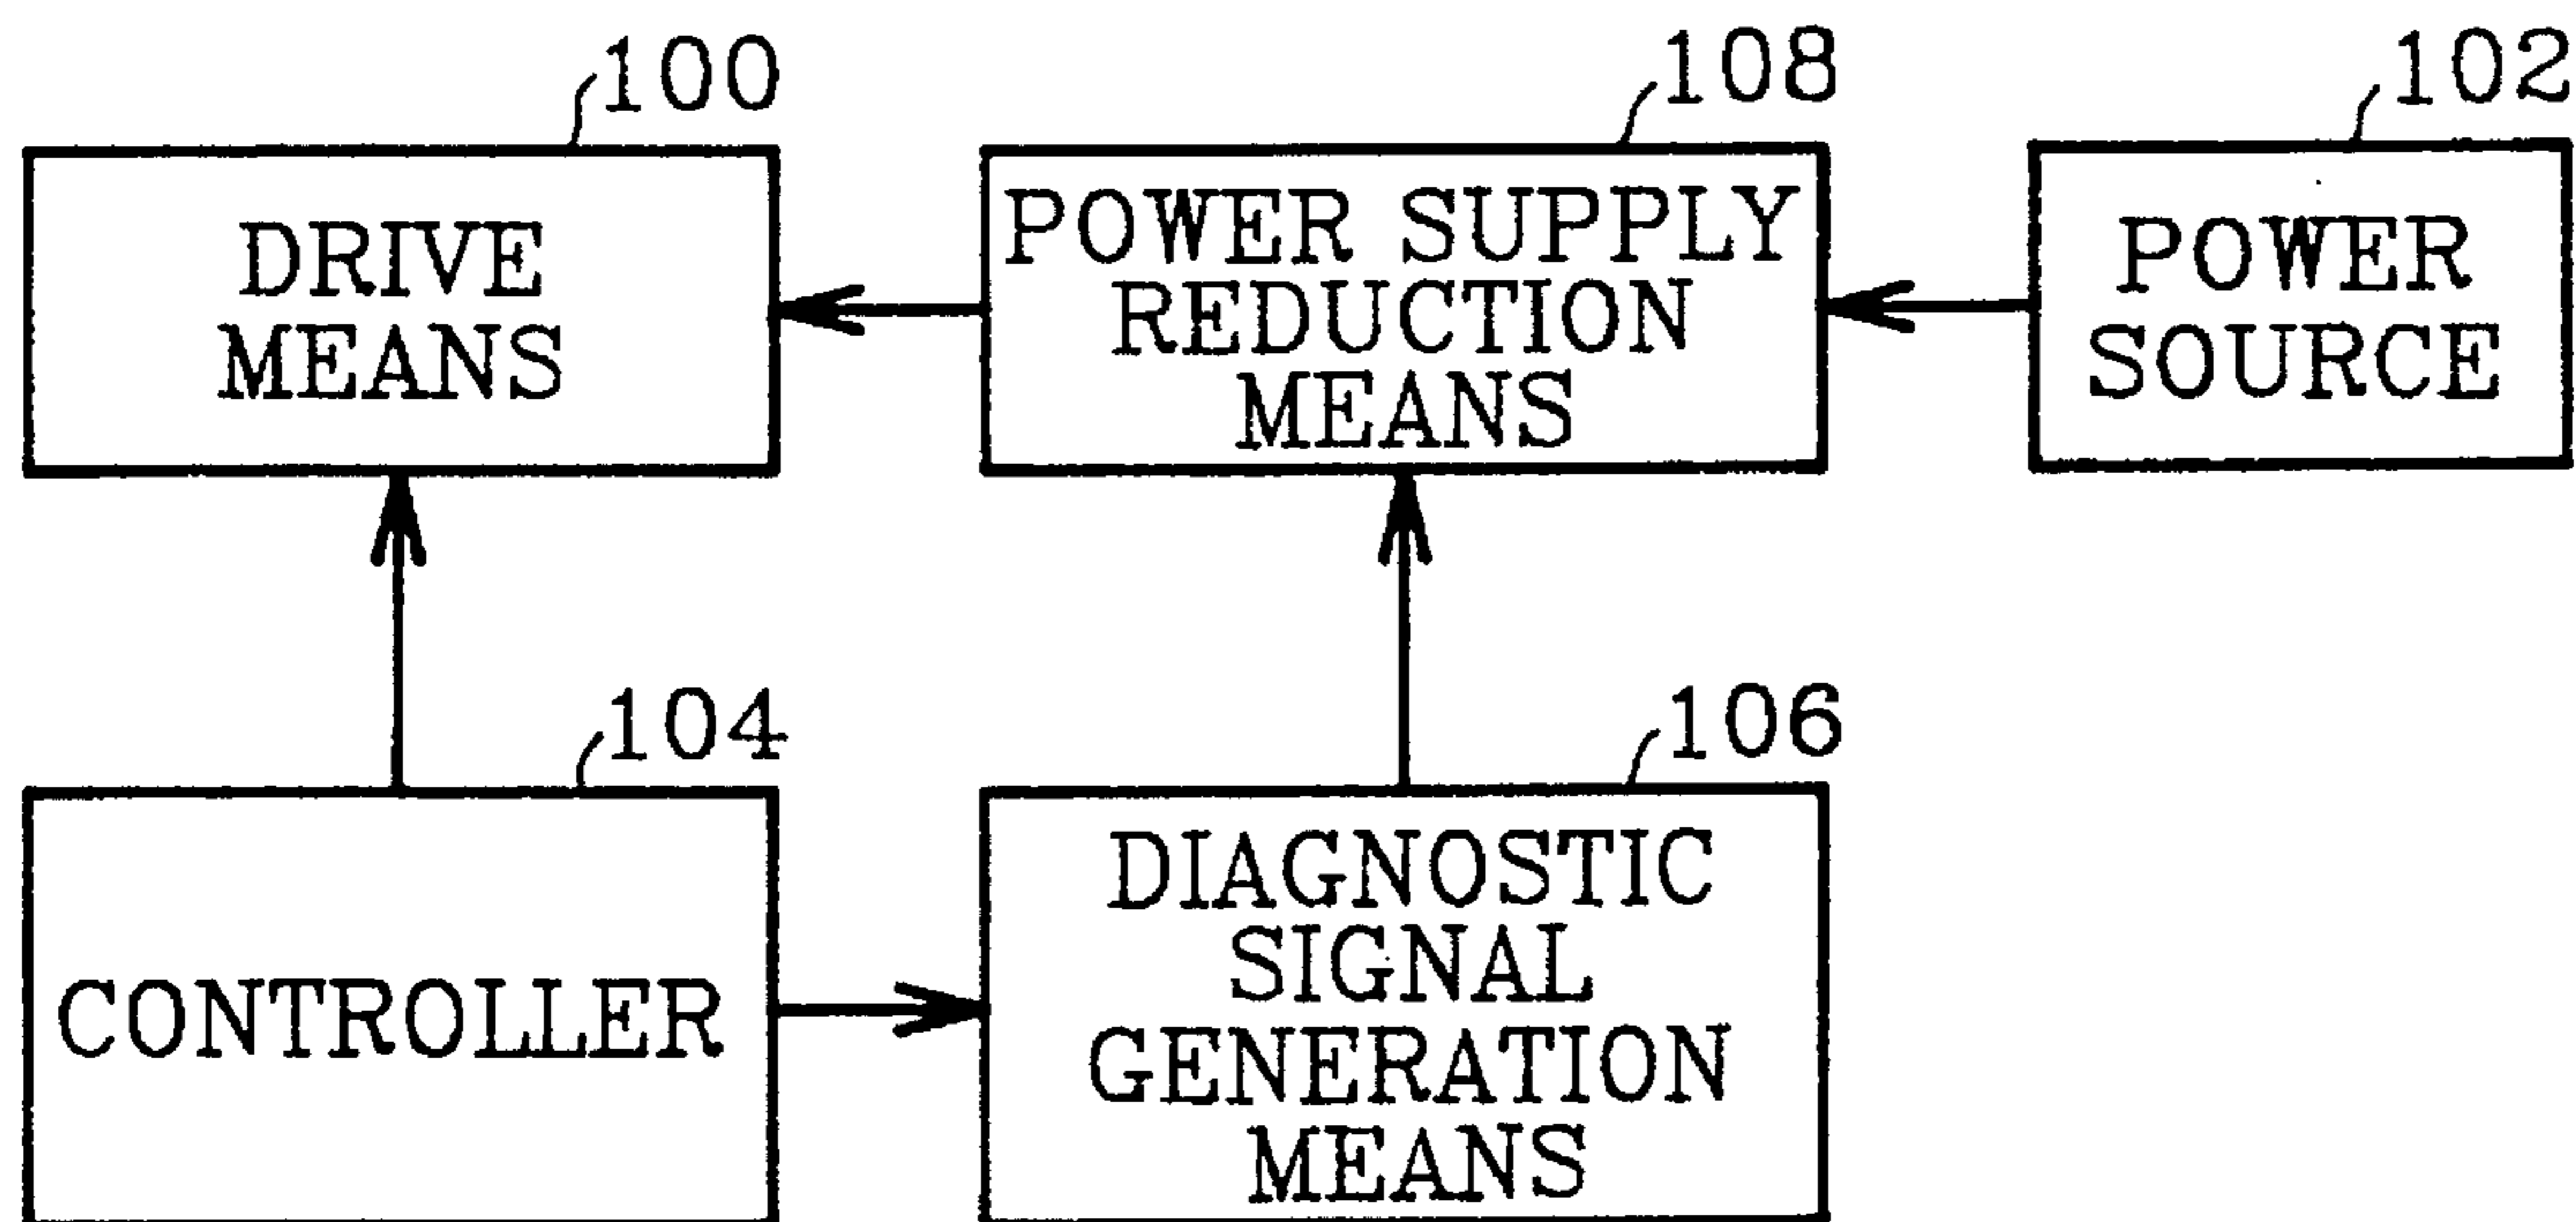 100
108
102
DRIVE
MEANS
POWER SUPPLY
REDUCTION
MEANS
POWER
SOURCE
104
106
CONTROLLER
DIAGNOSTIC
SIGNAL
GENERATION
MEANS